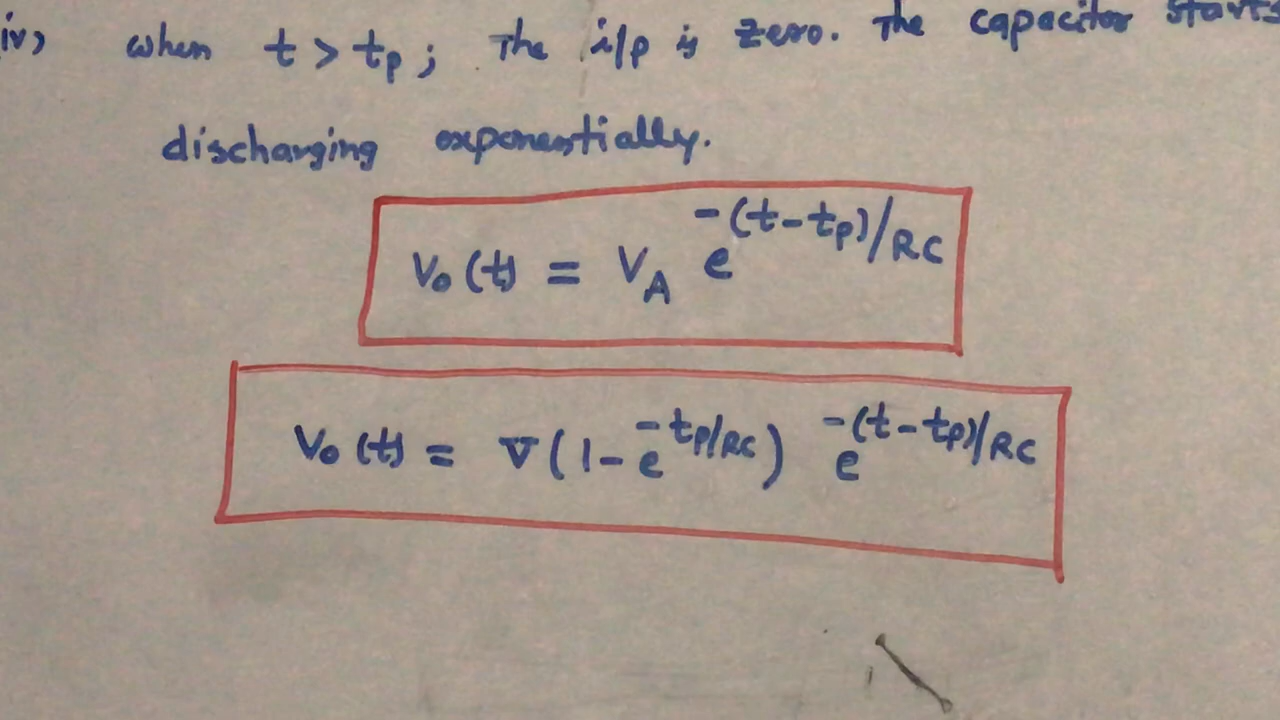 iv) when t > tp; The i/p is zero. The capacitor starts
discharging exponentially.
Vo(t) = VA e^-(t-tp)/RC
Vo(t) = V(1-e^-tp/RC) e^-(t-tp)/RC